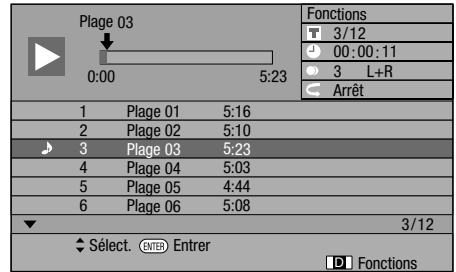 Plage 03
0:00 5:23
Fonctions
T 3/12
00:00:11
3 L+R
Arrêt
1 Plage 01 5:16
2 Plage 02 5:10
3 Plage 03 5:23
4 Plage 04 5:03
5 Plage 05 4:44
6 Plage 06 5:08
3/12
Sélect. ENTER Entrer
D Fonctions